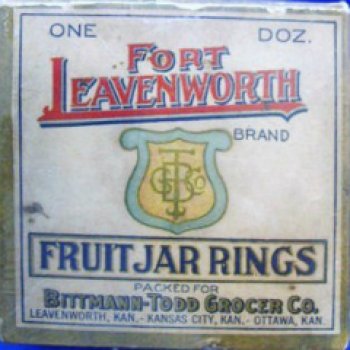 ONE DOZ.
FORT
LEAVENWORTH
BRAND
FRUIT JAR RINGS
PACKED FOR
BITTMANN-TODD GROCER CO.
LEAVENWORTH, KAN. - KANSAS CITY, KAN. - OTTAWA, KAN.